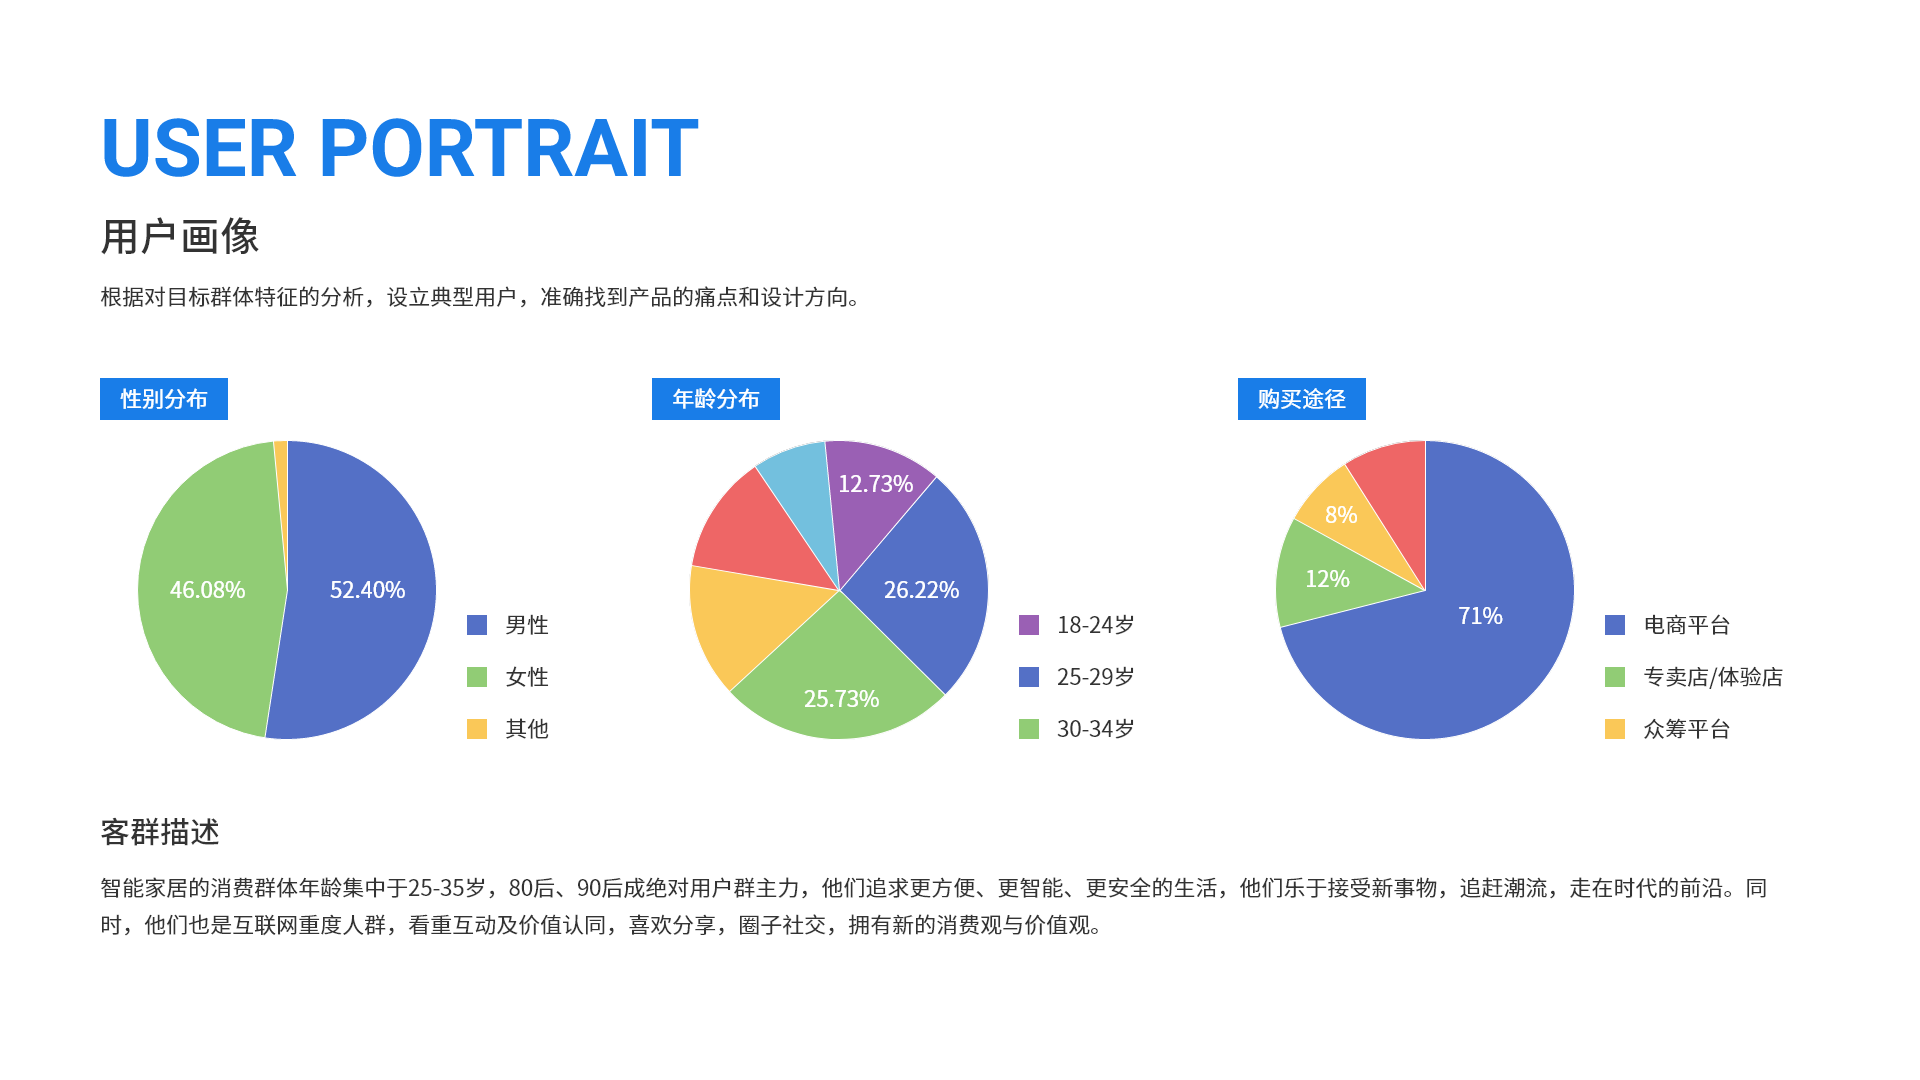 USER PORTRAIT
用户画像
根据对目标群体特征的分析，设立典型用户，准确找到产品的痛点和设计方向。
性别分布
46.08%
52.40%
男性
女性
其他
年龄分布
12.73%
26.22%
25.73%
18-24岁
25-29岁
30-34岁
购买途径
8%
12%
71%
电商平台
专卖店/体验店
众筹平台
客群描述
智能家居的消费群体年龄集中于25-35岁，80后、90后成绝对用户群主力，他们追求更方便、更智能、更安全的生活，他们乐于接受新事物，追赶潮流，走在时代的前沿。同
时，他们也是互联网重度人群，看重互动及价值认同，喜欢分享，圈子社交，拥有新的消费观与价值观。